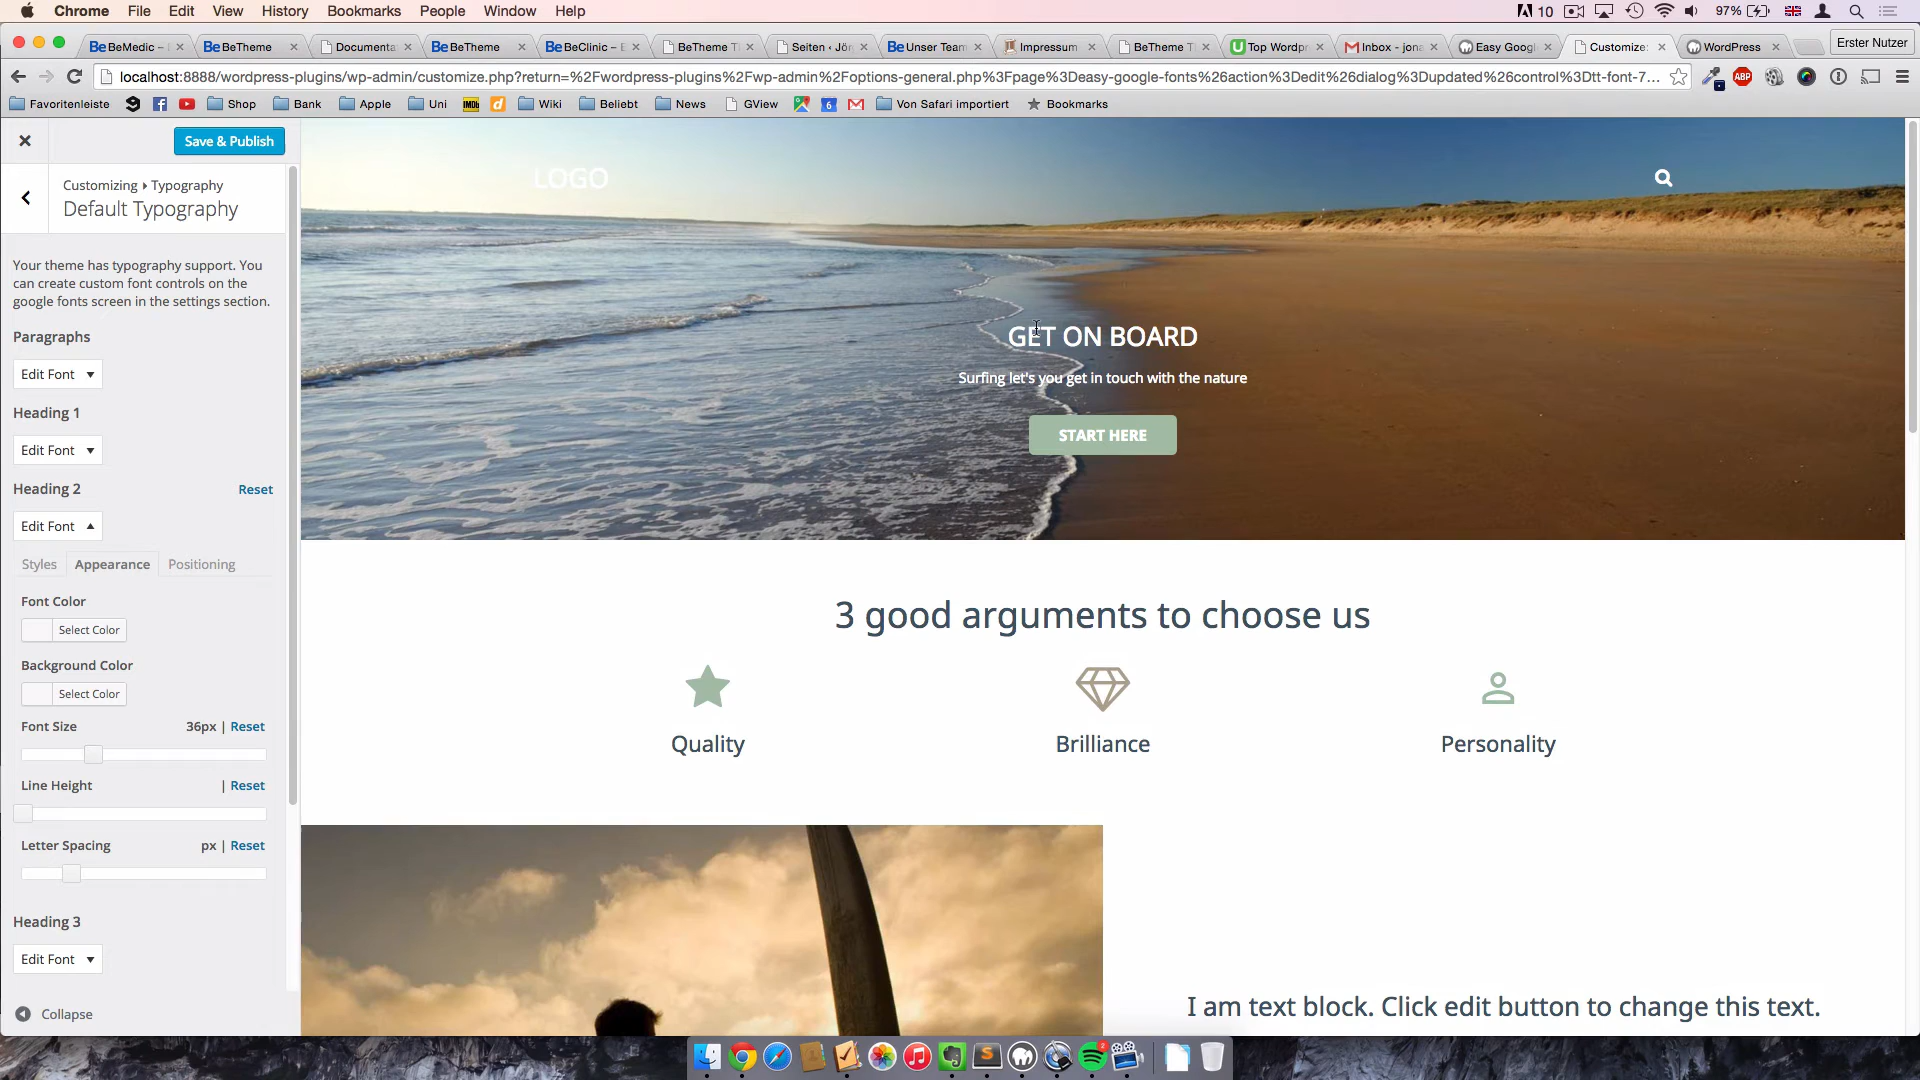 Chrome File Edit View History Bookmarks People Window Help 10 97%
BeMedic – BeTheme Documenta BeTheme BeClinic – E BeTheme T Seiten ‹ Jör Unser Team Impressum BeTheme T Top Wordpr Inbox - jona Easy Googl Customize: WordPress Erster Nutzer
localhost:8888/wordpress-plugins/wp-admin/customize.php?return=%2Fwordpress-plugins%2Fwp-admin%2Foptions-general.php%3Fpage%3Deasy-google-fonts%26action%3Dedit%26dialog%3Dupdated%26control%3Dtt-font-7...
ABP
Favoritenleiste Shop Bank Apple Uni IMDb Wiki Beliebt News GView 6 Von Safari importiert Bookmarks
Save & Publish
Customizing Typography
Default Typography
Your theme has typography support. You
can create custom font controls on the
google fonts screen in the settings section.
Paragraphs
Edit Font
Heading 1
Edit Font
Heading 2 Reset
Edit Font
Styles Appearance Positioning
Font Color
Select Color
Background Color
Select Color
Font Size 36px | Reset
Line Height | Reset
Letter Spacing px | Reset
Heading 3
Edit Font
Collapse
LOGO
GET ON BOARD
Surfing let's you get in touch with the nature
START HERE
3 good arguments to choose us
Quality Brilliance Personality
I am text block. Click edit button to change this text.